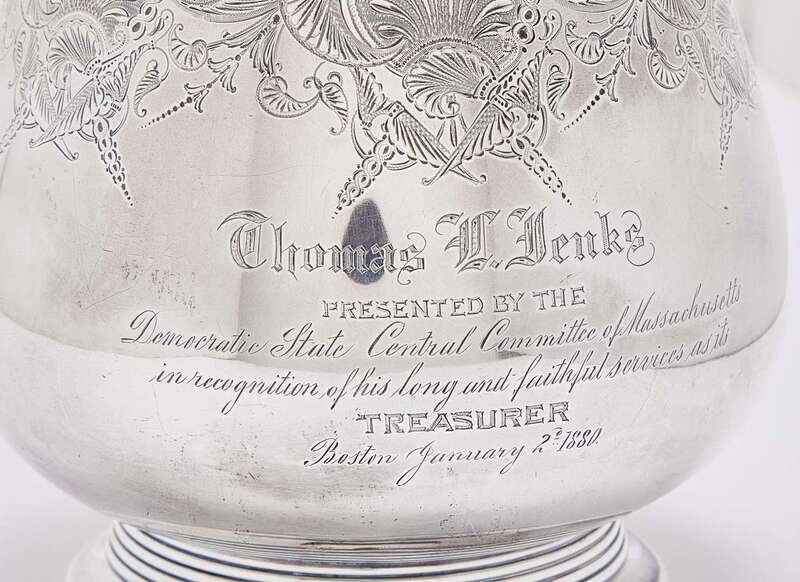 Thomas L. Jenks
PRESENTED BY THE
Democratic State Central Committee of Massachusetts
in recognition of his long and faithful services as its
TREASURER
Boston January 2ᵈ 1880.